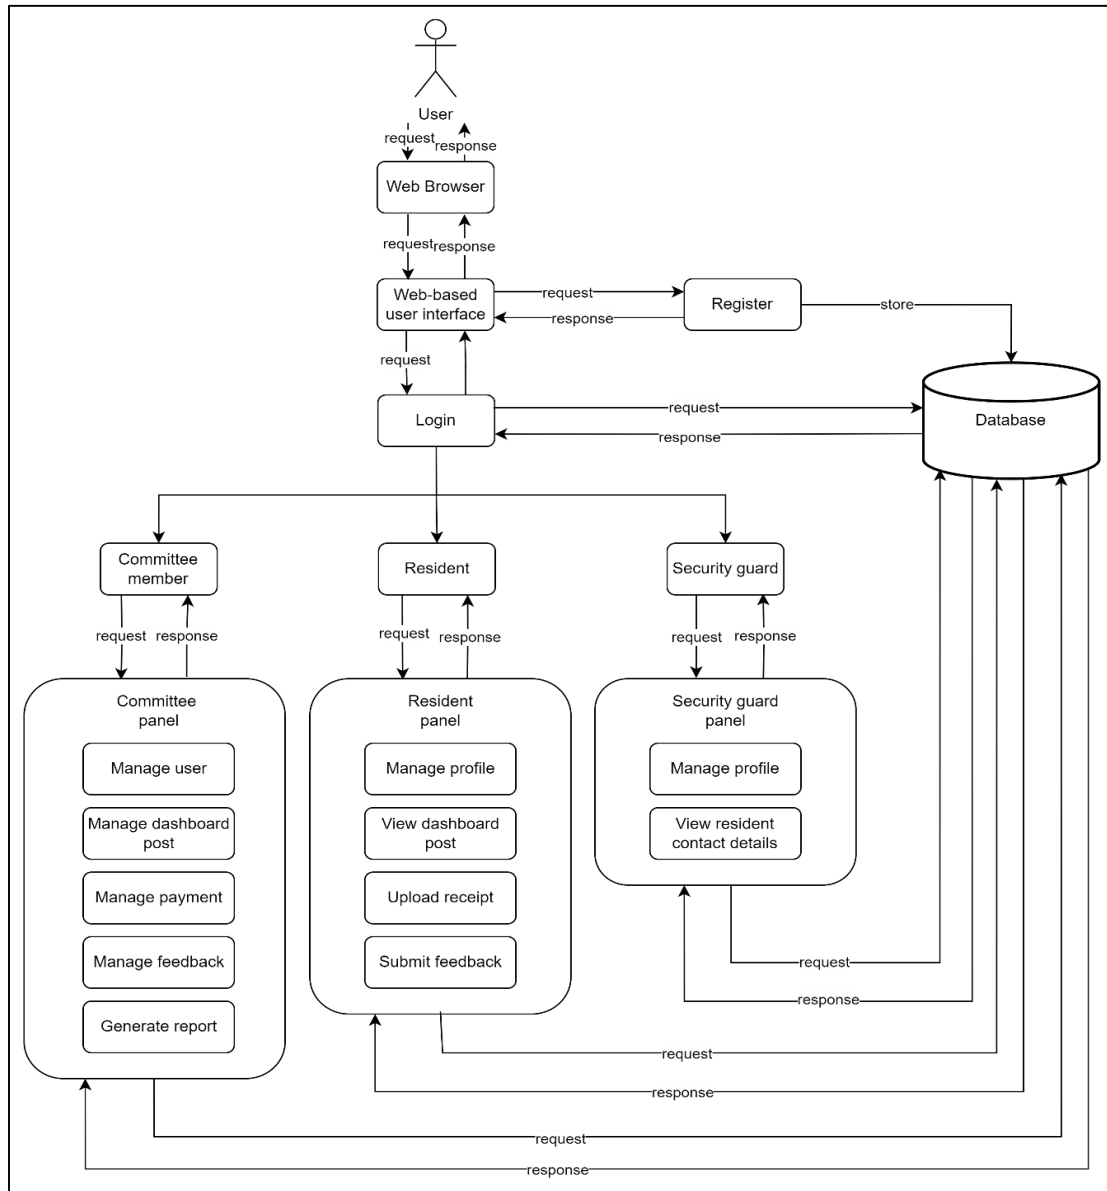 User
request
response
Web Browser
request
response
Web-based
user interface
request
Register
store
response
request
Login
request
Database
response
Committee
member
Resident
Security guard
request
response
request
response
request
response
Committee
panel
Manage user
Manage dashboard
post
Manage payment
Manage feedback
Generate report
Resident
panel
Manage profile
View dashboard
post
Upload receipt
Submit feedback
Security guard
panel
Manage profile
View resident
contact details
request
response
request
response
request
response